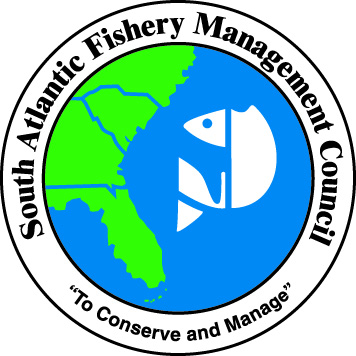 South Atlantic Fishery Management Council
"To Conserve and Manage"